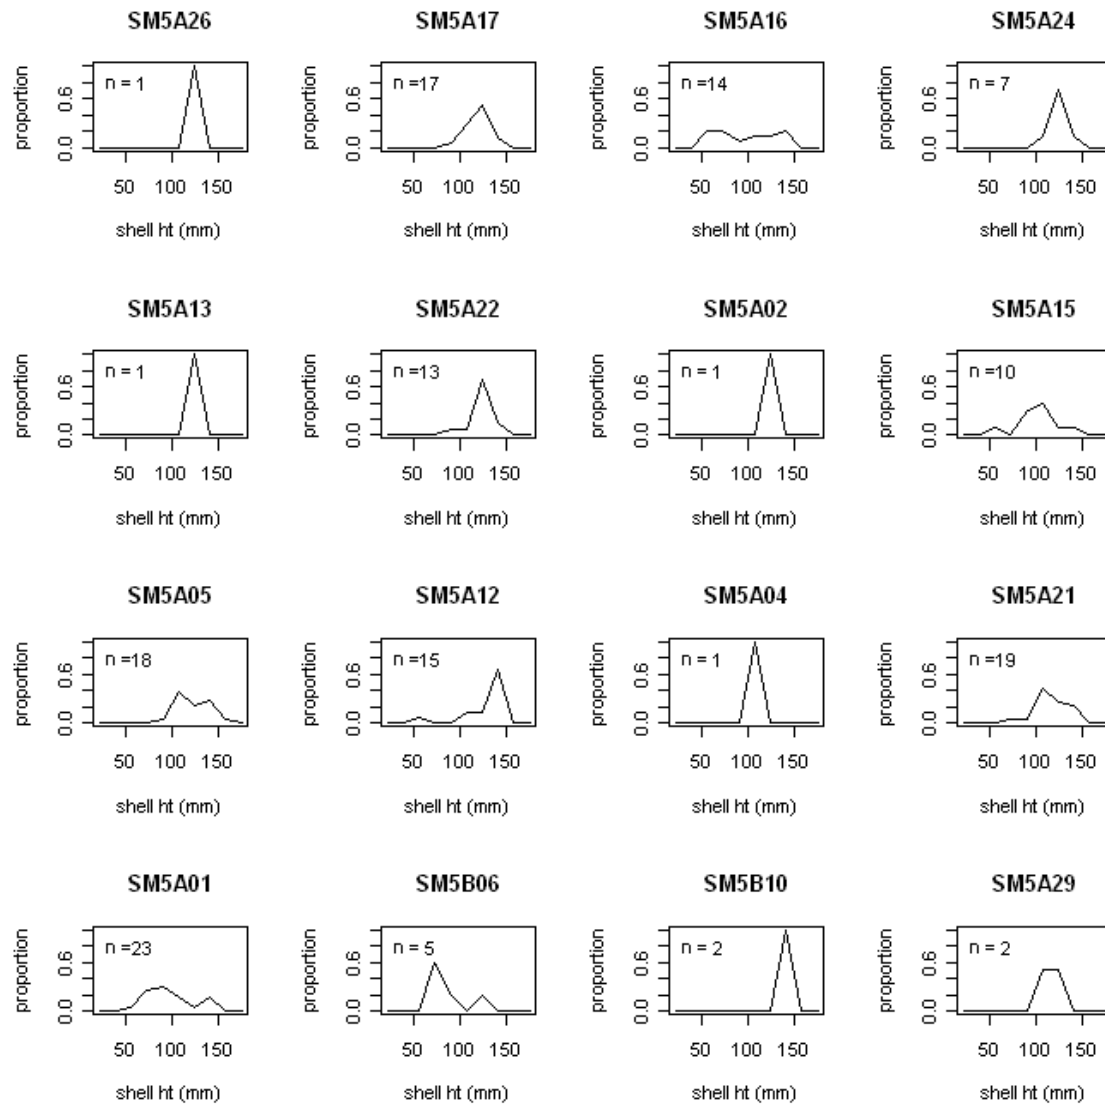 SM5A26 SM5A17 SM5A16 SM5A24
proportion 0.0 0.6 n = 1 proportion 0.0 0.6 n =17 proportion 0.0 0.6 n =14 proportion 0.0 0.6 n = 7
50 100 150 50 100 150 50 100 150 50 100 150
shell ht (mm) shell ht (mm) shell ht (mm) shell ht (mm)
SM5A13 SM5A22 SM5A02 SM5A15
proportion 0.0 0.6 n = 1 proportion 0.0 0.6 n =13 proportion 0.0 0.6 n = 1 proportion 0.0 0.6 n =10
50 100 150 50 100 150 50 100 150 50 100 150
shell ht (mm) shell ht (mm) shell ht (mm) shell ht (mm)
SM5A05 SM5A12 SM5A04 SM5A21
proportion 0.0 0.6 n =18 proportion 0.0 0.6 n =15 proportion 0.0 0.6 n = 1 proportion 0.0 0.6 n =19
50 100 150 50 100 150 50 100 150 50 100 150
shell ht (mm) shell ht (mm) shell ht (mm) shell ht (mm)
SM5A01 SM5B06 SM5B10 SM5A29
proportion 0.0 0.6 n =23 proportion 0.0 0.6 n = 5 proportion 0.0 0.6 n = 2 proportion 0.0 0.6 n = 2
50 100 150 50 100 150 50 100 150 50 100 150
shell ht (mm) shell ht (mm) shell ht (mm) shell ht (mm)